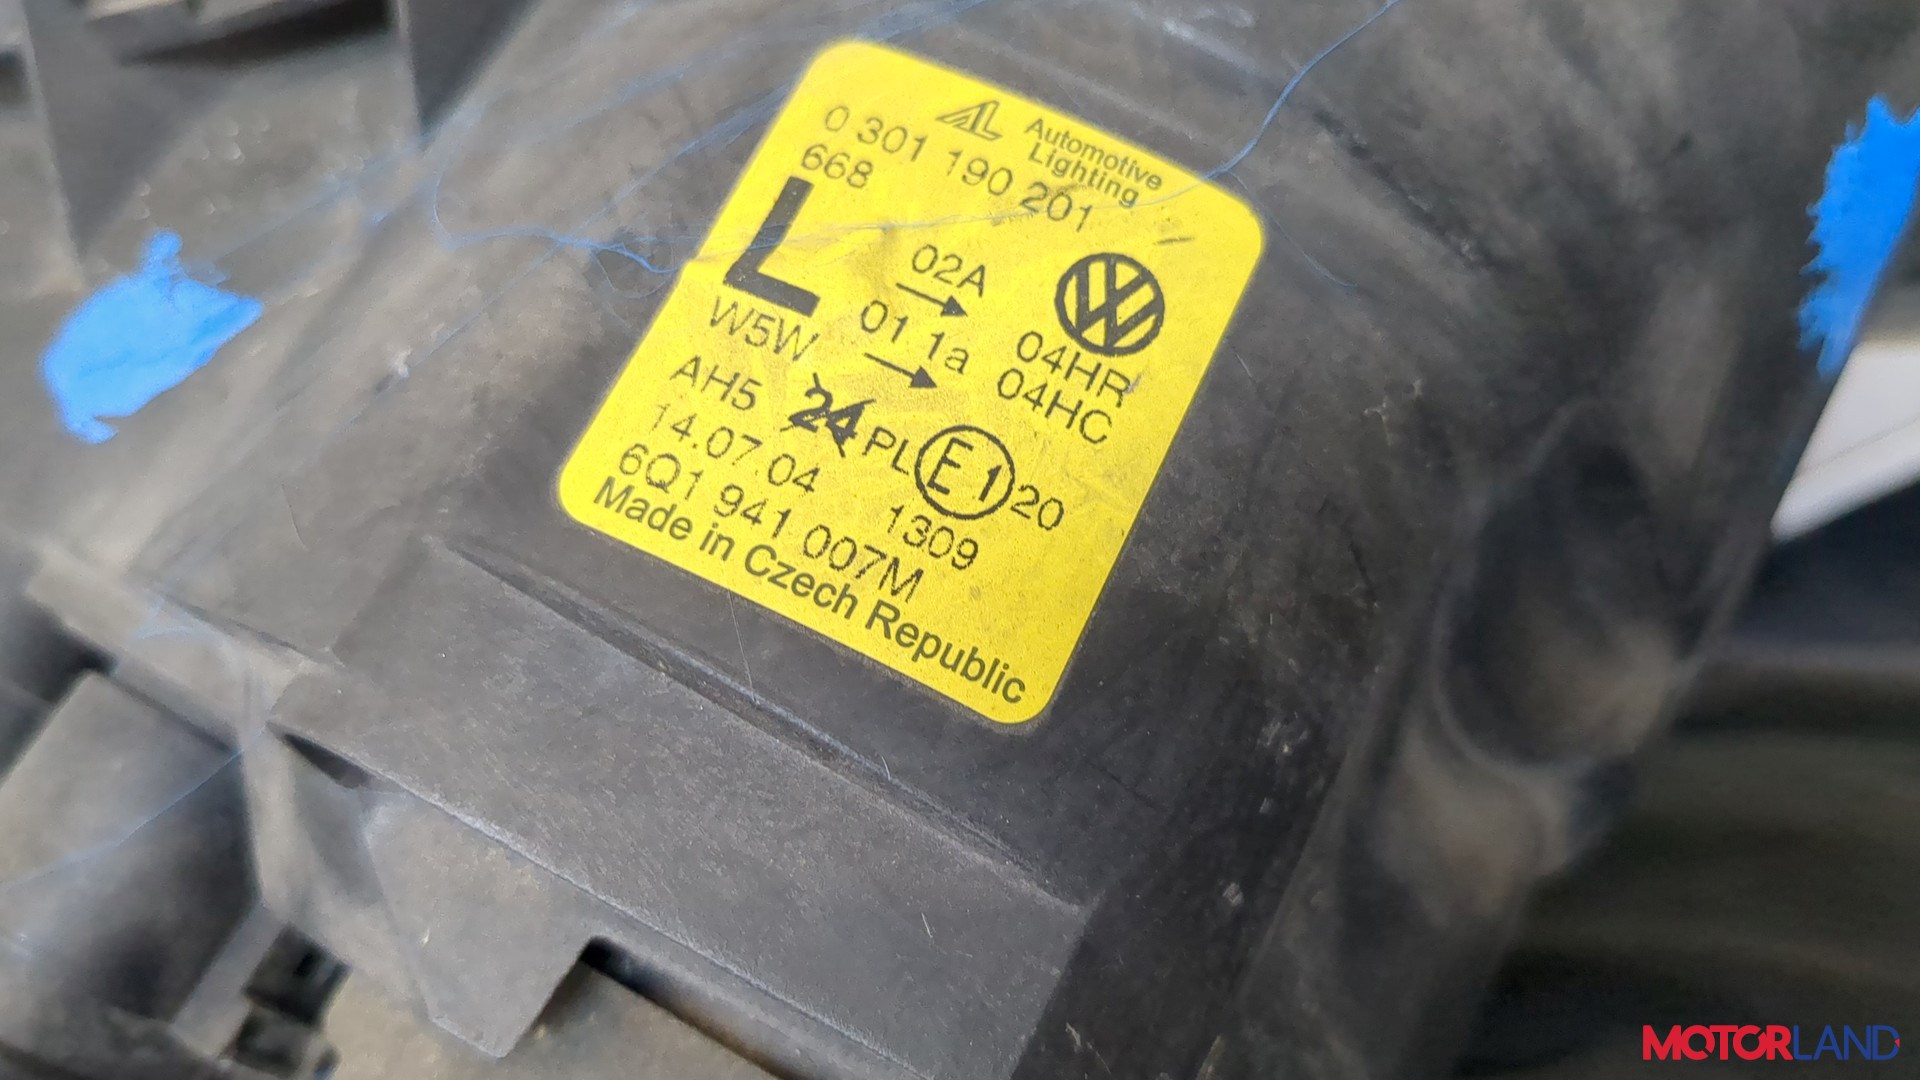 AL Automotive
Lighting
0 301 190 201
668
L
02A
01 1a
W5W
04HR
04HC
AH5 24 PL E1 20
14.07.04 1309
6Q1 941 007M
Made in Czech Republic
MOTORLAND